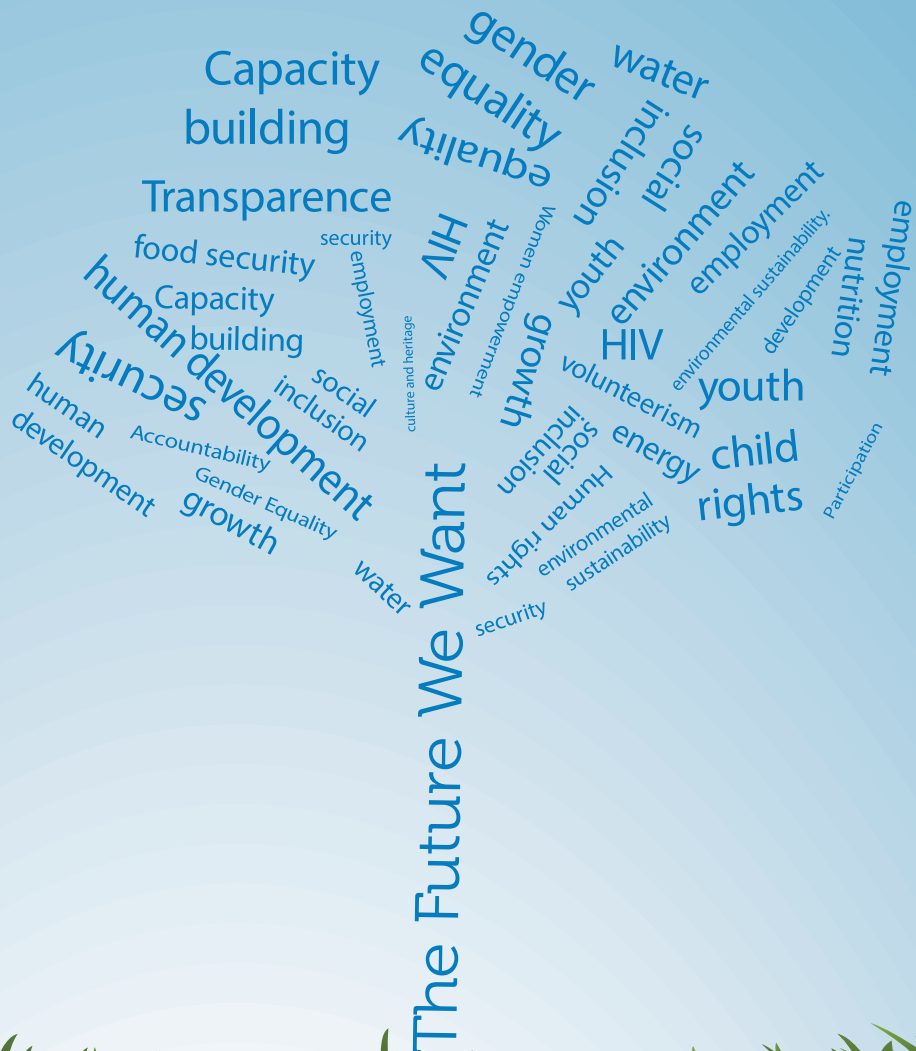 gender
equality
water
Capacity
building
equality
social
inclusion
Transparence
environment
employment
food security
security
employment
HIV
environment
Women empowerment
youth
environmental sustainability.
development
nutrition
employment
Capacity
building
human development
culture and heritage
growth
HIV
volunteerism
youth
security
social
inclusion
human
development
Accountability
Gender Equality
growth
social
inclusion
energy
child
rights
Participation
Human rights
environmental
sustainability
water
security
The Future We Want